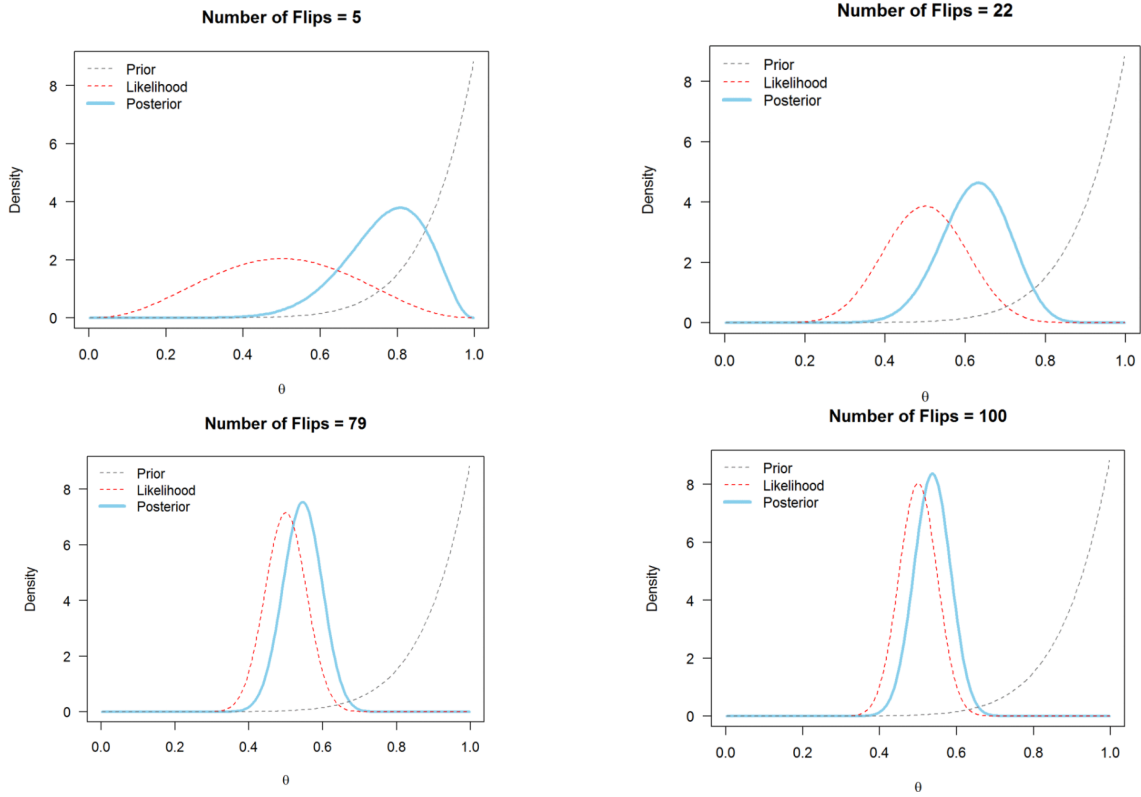 Number of Flips = 5
Prior
Likelihood
Posterior
Density
8
6
4
2
0
0.0 0.2 0.4 0.6 0.8 1.0
θ
Number of Flips = 22
Prior
Likelihood
Posterior
Density
8
6
4
2
0
0.0 0.2 0.4 0.6 0.8 1.0
θ
Number of Flips = 79
Prior
Likelihood
Posterior
Density
8
6
4
2
0
0.0 0.2 0.4 0.6 0.8 1.0
θ
Number of Flips = 100
Prior
Likelihood
Posterior
Density
8
6
4
2
0
0.0 0.2 0.4 0.6 0.8 1.0
θ